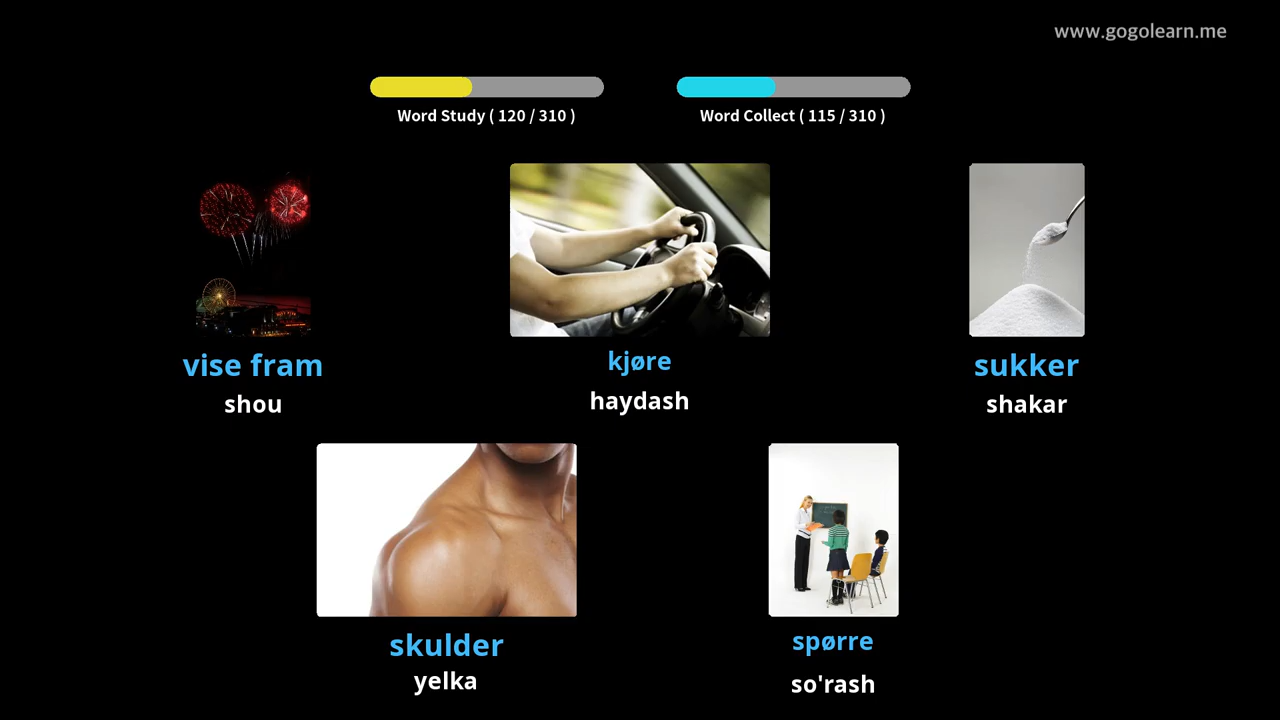 www.gogolearn.me
Word Study ( 120 / 310 )
Word Collect ( 115 / 310 )
vise fram
shou
kjøre
haydash
sukker
shakar
skulder
yelka
spørre
so'rash